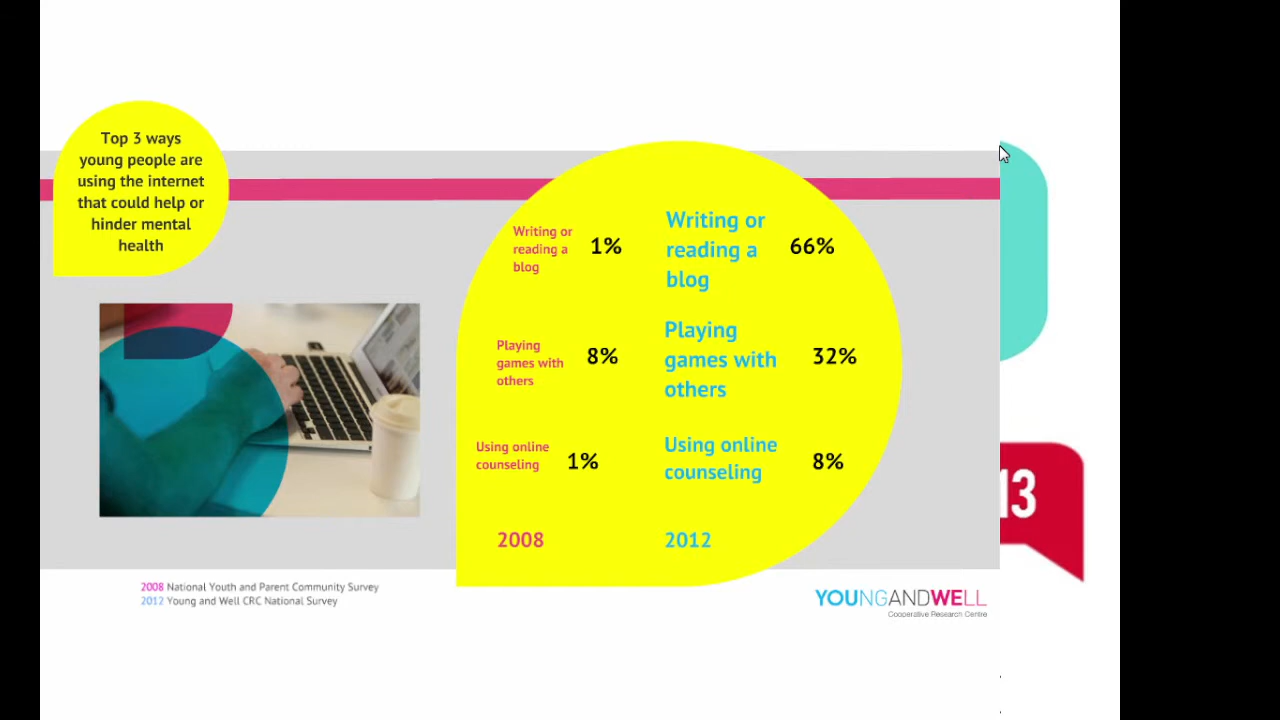 Top 3 ways
young people are
using the internet
that could help or
hinder mental
health
Writing or
reading a
blog
1%
Writing or
reading a
blog
66%
Playing
games with
others
8%
Playing
games with
others
32%
Using online
counseling
1%
Using online
counseling
8%
2008
2012
2008 National Youth and Parent Community Survey
2012 Young and Well CRC National Survey
YOUNGANDWELL
Cooperative Research Centre
13